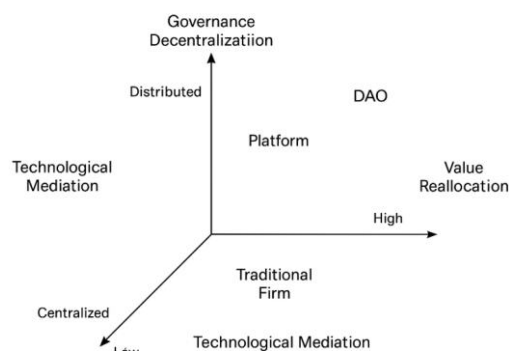 Governance
Decentralizatiion
Distributed
DAO
Platform
Technological
Mediation
Value
Reallocation
High
Traditional
Firm
Centralized
Technological Mediation